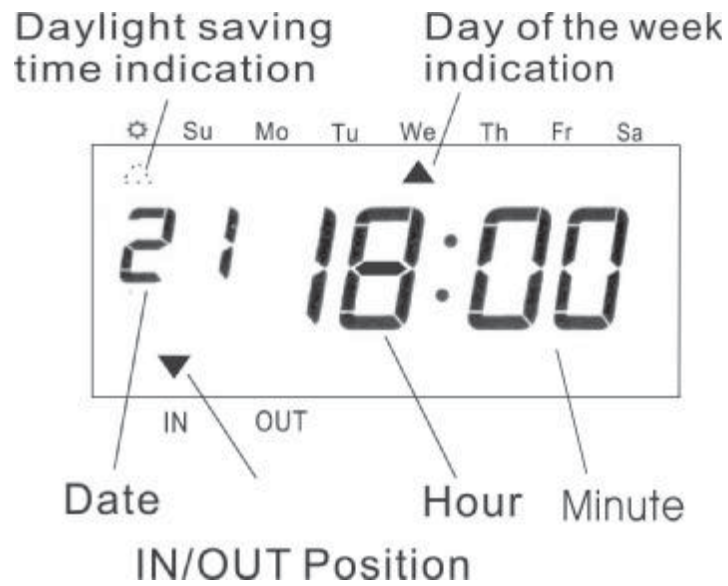 Daylight saving
time indication
Day of the week
indication
Su Mo Tu We Th Fr Sa
21 18:00
IN OUT
Date
Hour
Minute
IN/OUT Position